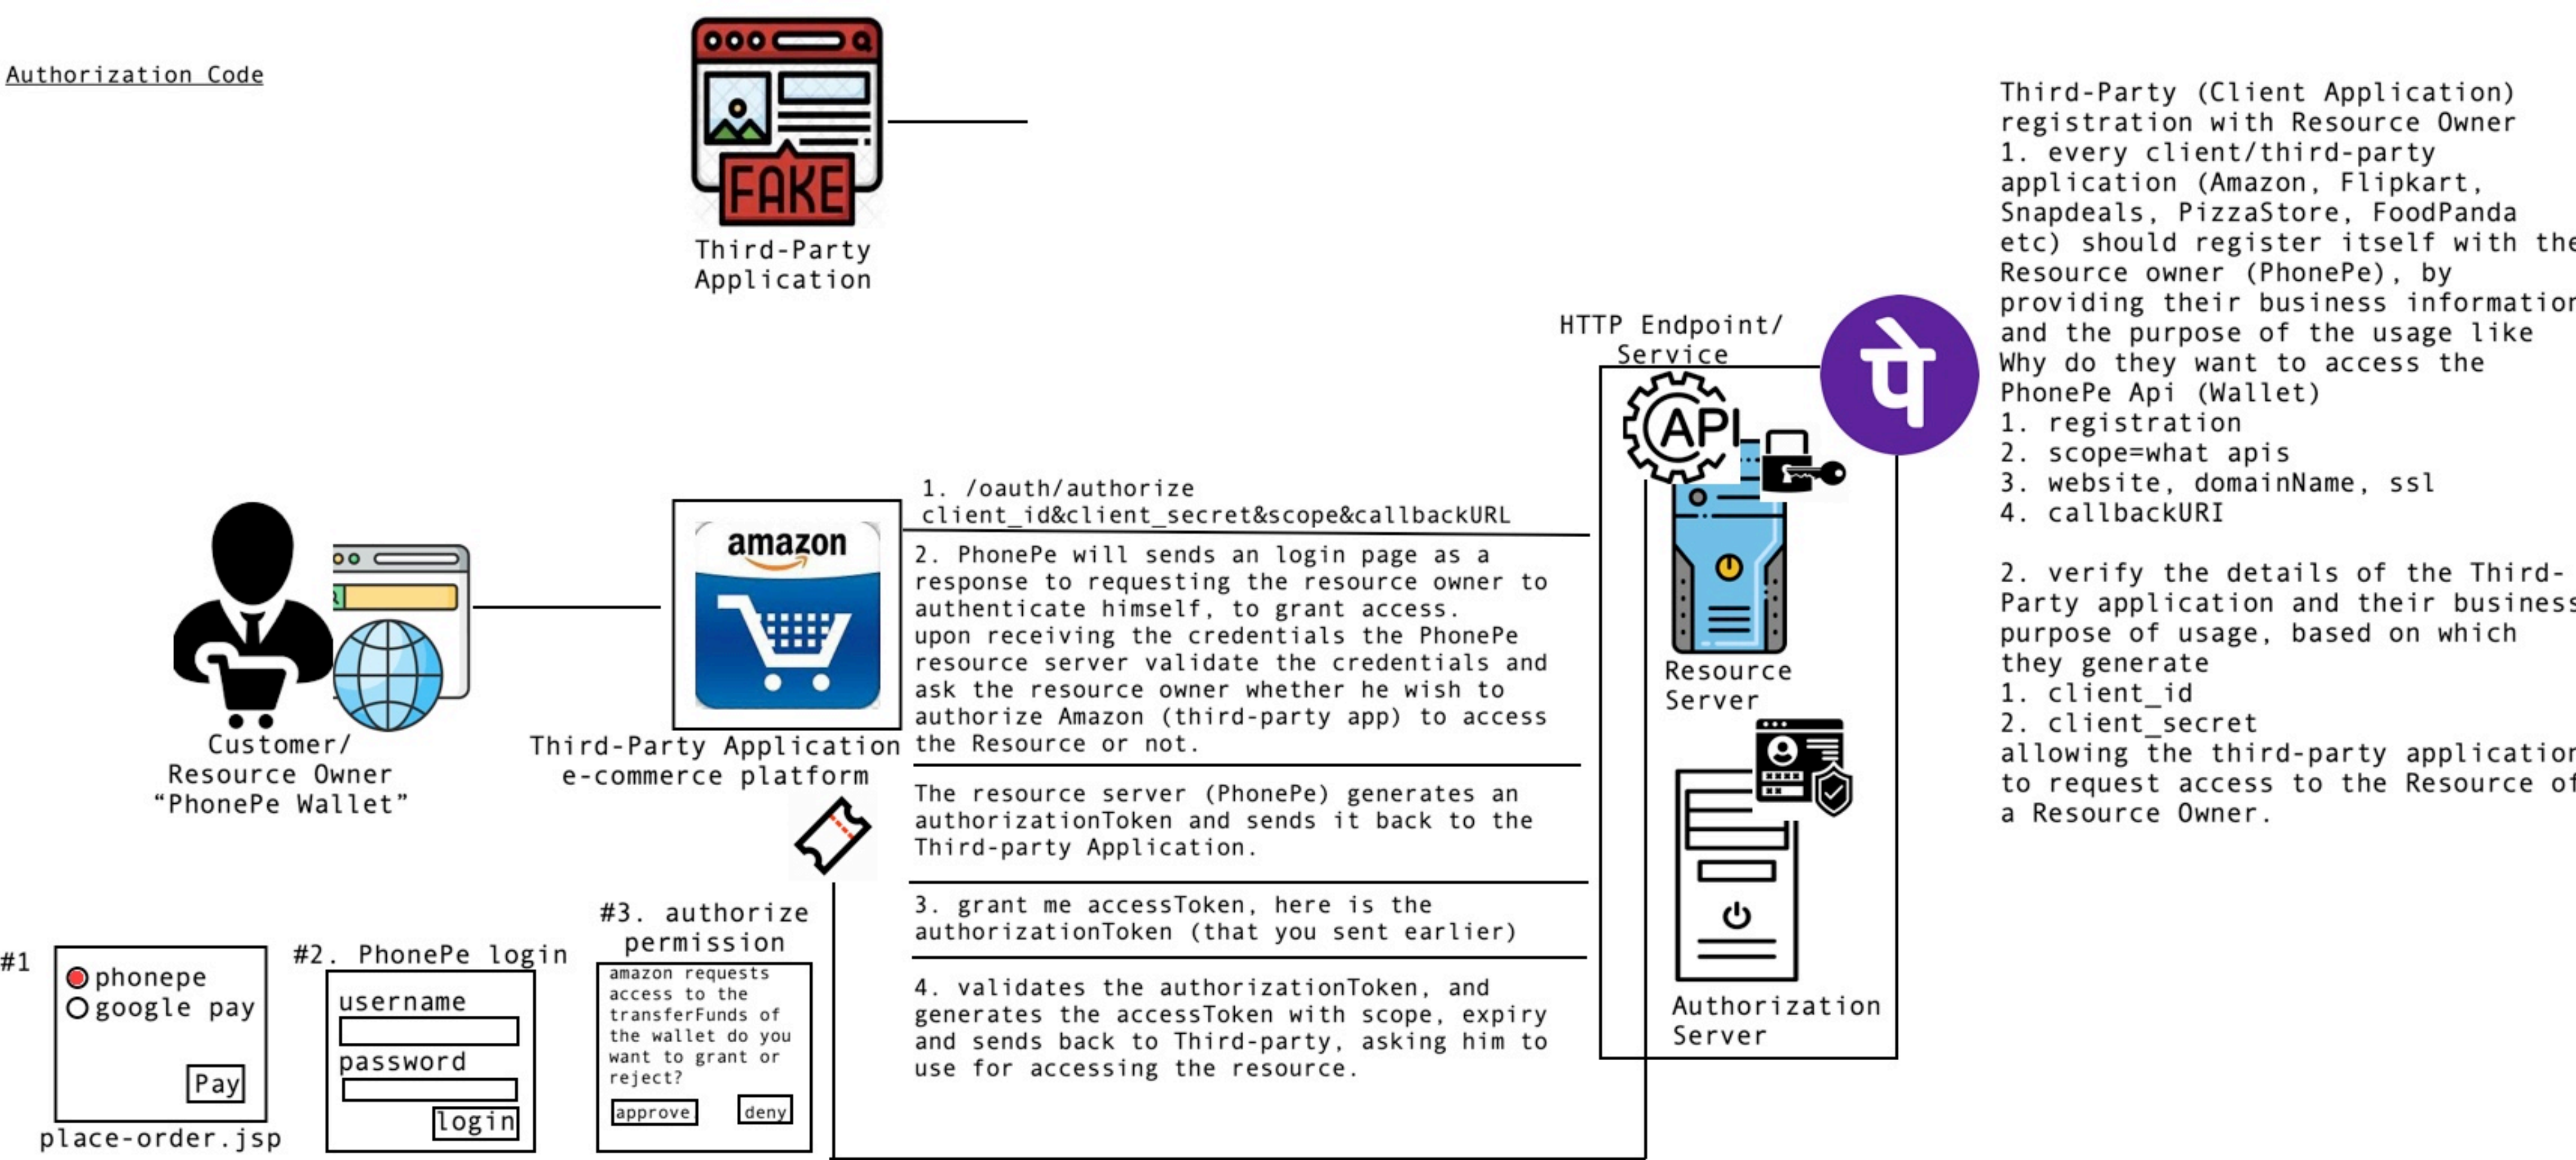 Authorization Code
FAKE
Third-Party
Application
HTTP Endpoint/
Service
API
पे
1. /oauth/authorize
client_id&client_secret&scope&callbackURL
amazon
2. PhonePe will sends an login page as a
response to requesting the resource owner to
authenticate himself, to grant access.
upon receiving the credentials the PhonePe
resource server validate the credentials and
ask the resource owner whether he wish to
authorize Amazon (third-party app) to access
the Resource or not.
Resource
Server
Customer/
Resource Owner
“PhonePe Wallet”
Third-Party Application
e-commerce platform
The resource server (PhonePe) generates an
authorizationToken and sends it back to the
Third-party Application.
3. grant me accessToken, here is the
authorizationToken (that you sent earlier)
4. validates the authorizationToken, and
generates the accessToken with scope, expiry
and sends back to Third-party, asking him to
use for accessing the resource.
Authorization
Server
#1
phonepe
google pay
Pay
place-order.jsp
#2. PhonePe login
username
password
login
#3. authorize
permission
amazon requests
access to the
transferFunds of
the wallet do you
want to grant or
reject?
approve
deny
Third-Party (Client Application)
registration with Resource Owner
1. every client/third-party
application (Amazon, Flipkart,
Snapdeals, PizzaStore, FoodPanda
etc) should register itself with the
Resource owner (PhonePe), by
providing their business information
and the purpose of the usage like
Why do they want to access the
PhonePe Api (Wallet)
1. registration
2. scope=what apis
3. website, domainName, ssl
4. callbackURI
2. verify the details of the Third-
Party application and their business
purpose of usage, based on which
they generate
1. client_id
2. client_secret
allowing the third-party application
to request access to the Resource of
a Resource Owner.